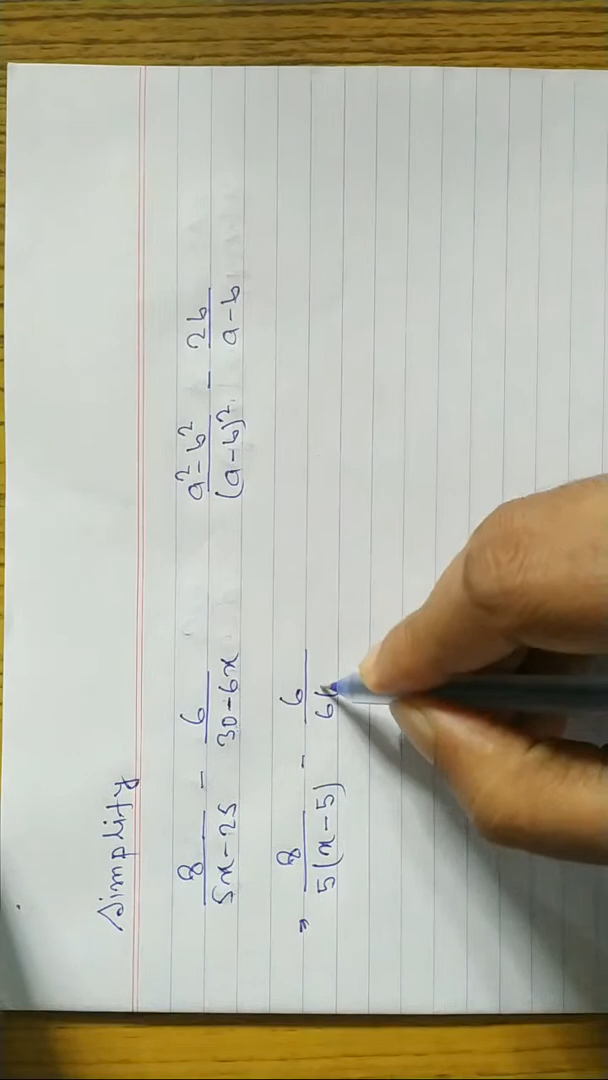 Simplify
8/(5x-25) - 6/(30-6x) (a²-b²)/(a-b)² - 2b/(a-b)
⇒ 8/5(x-5) - 6/6(